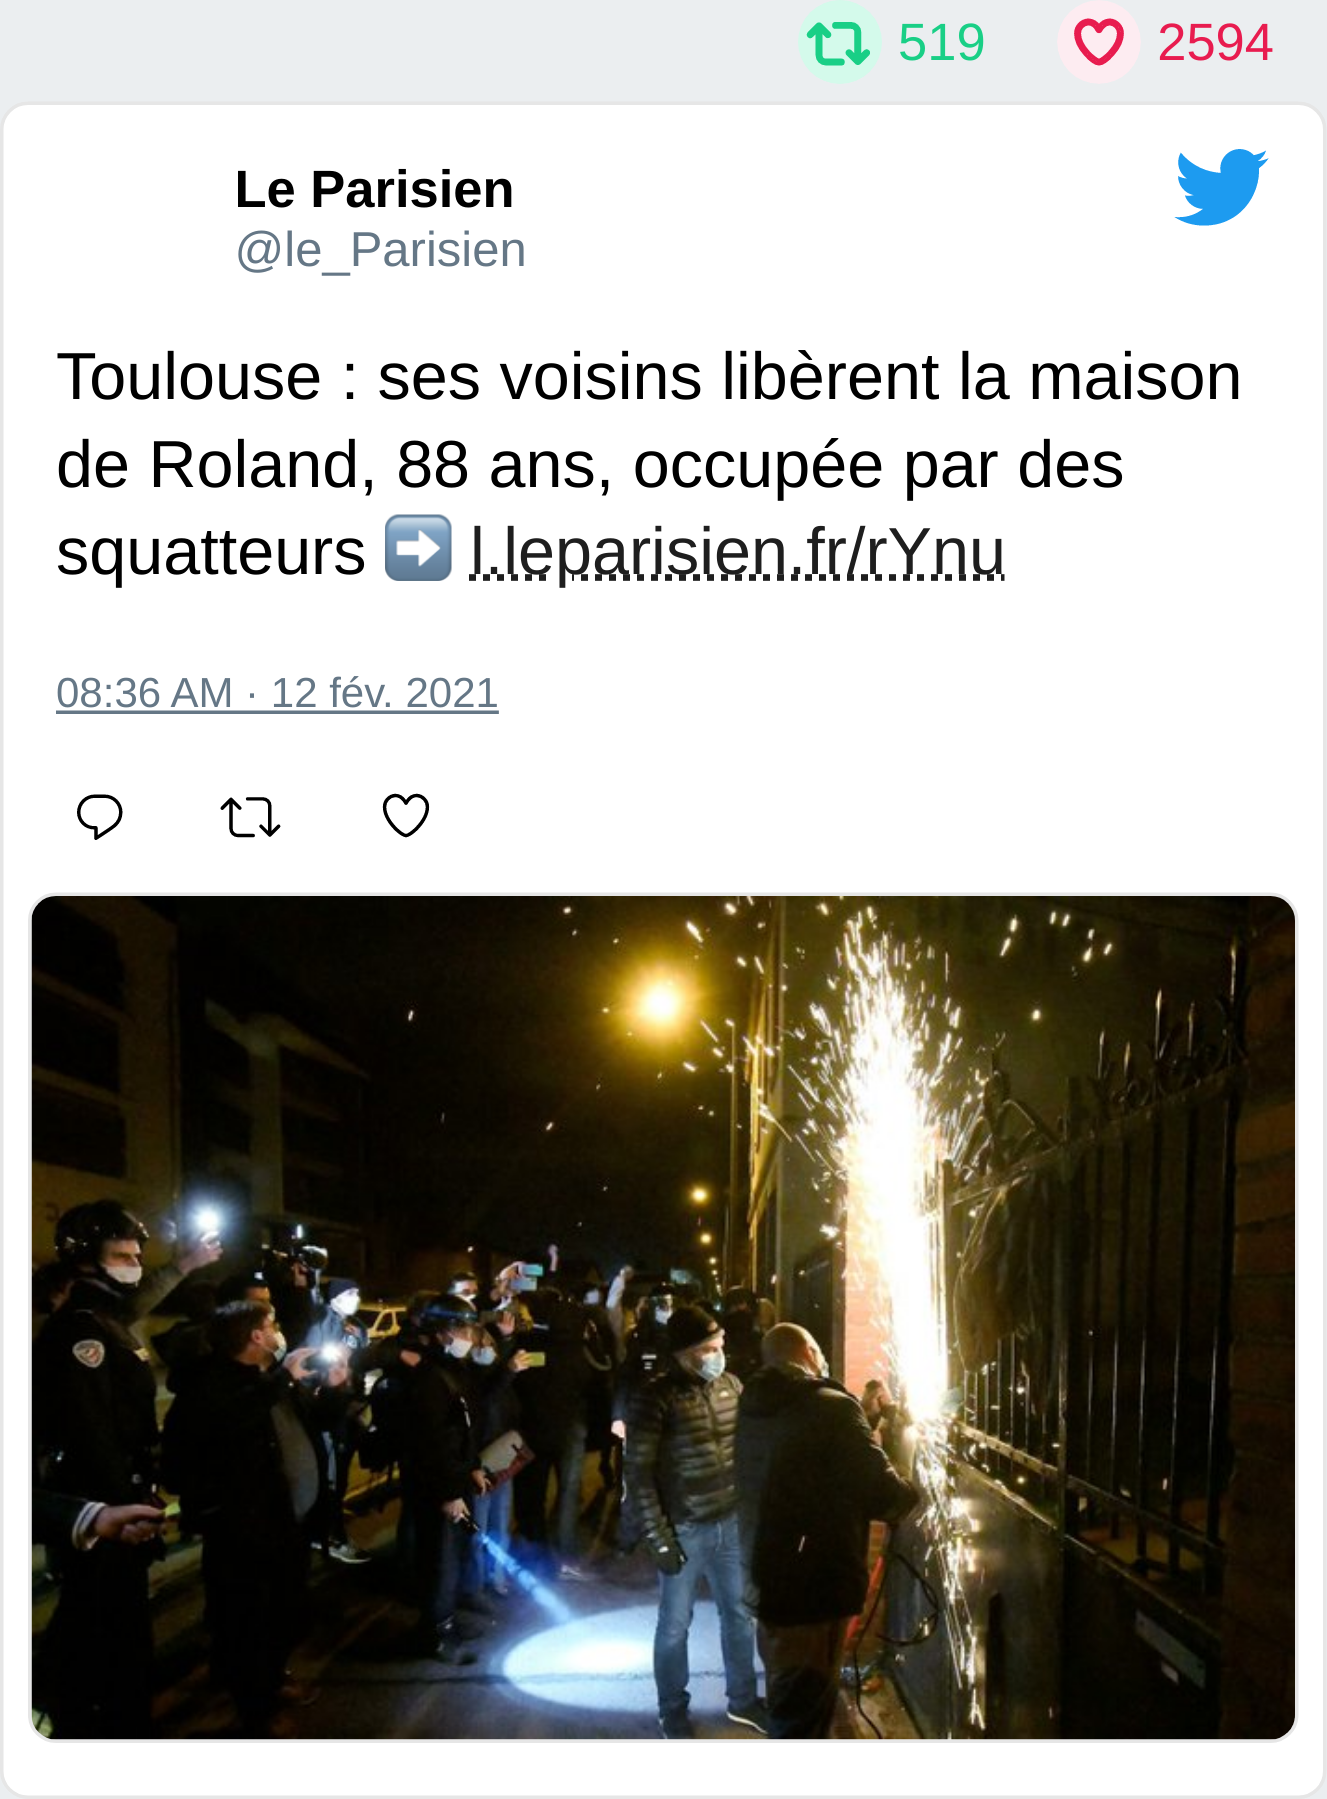 519 2594
Le Parisien
@le_Parisien
Toulouse : ses voisins libèrent la maison
de Roland, 88 ans, occupée par des
squatteurs ➡ l.leparisien.fr/rYnu
08:36 AM · 12 fév. 2021